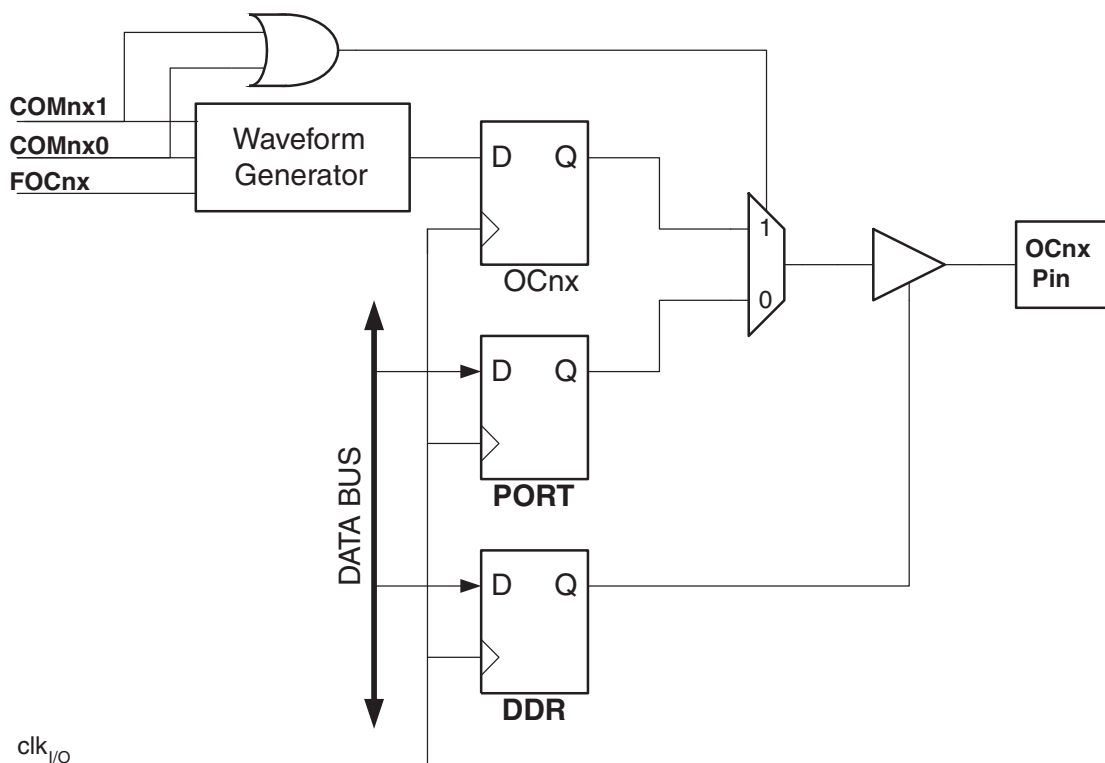 COMnx1
COMnx0
FOCnx
Waveform
Generator
D Q
OCnx
1
0
OCnx
Pin
D Q
PORT
DATA BUS
D Q
DDR
clkI/O